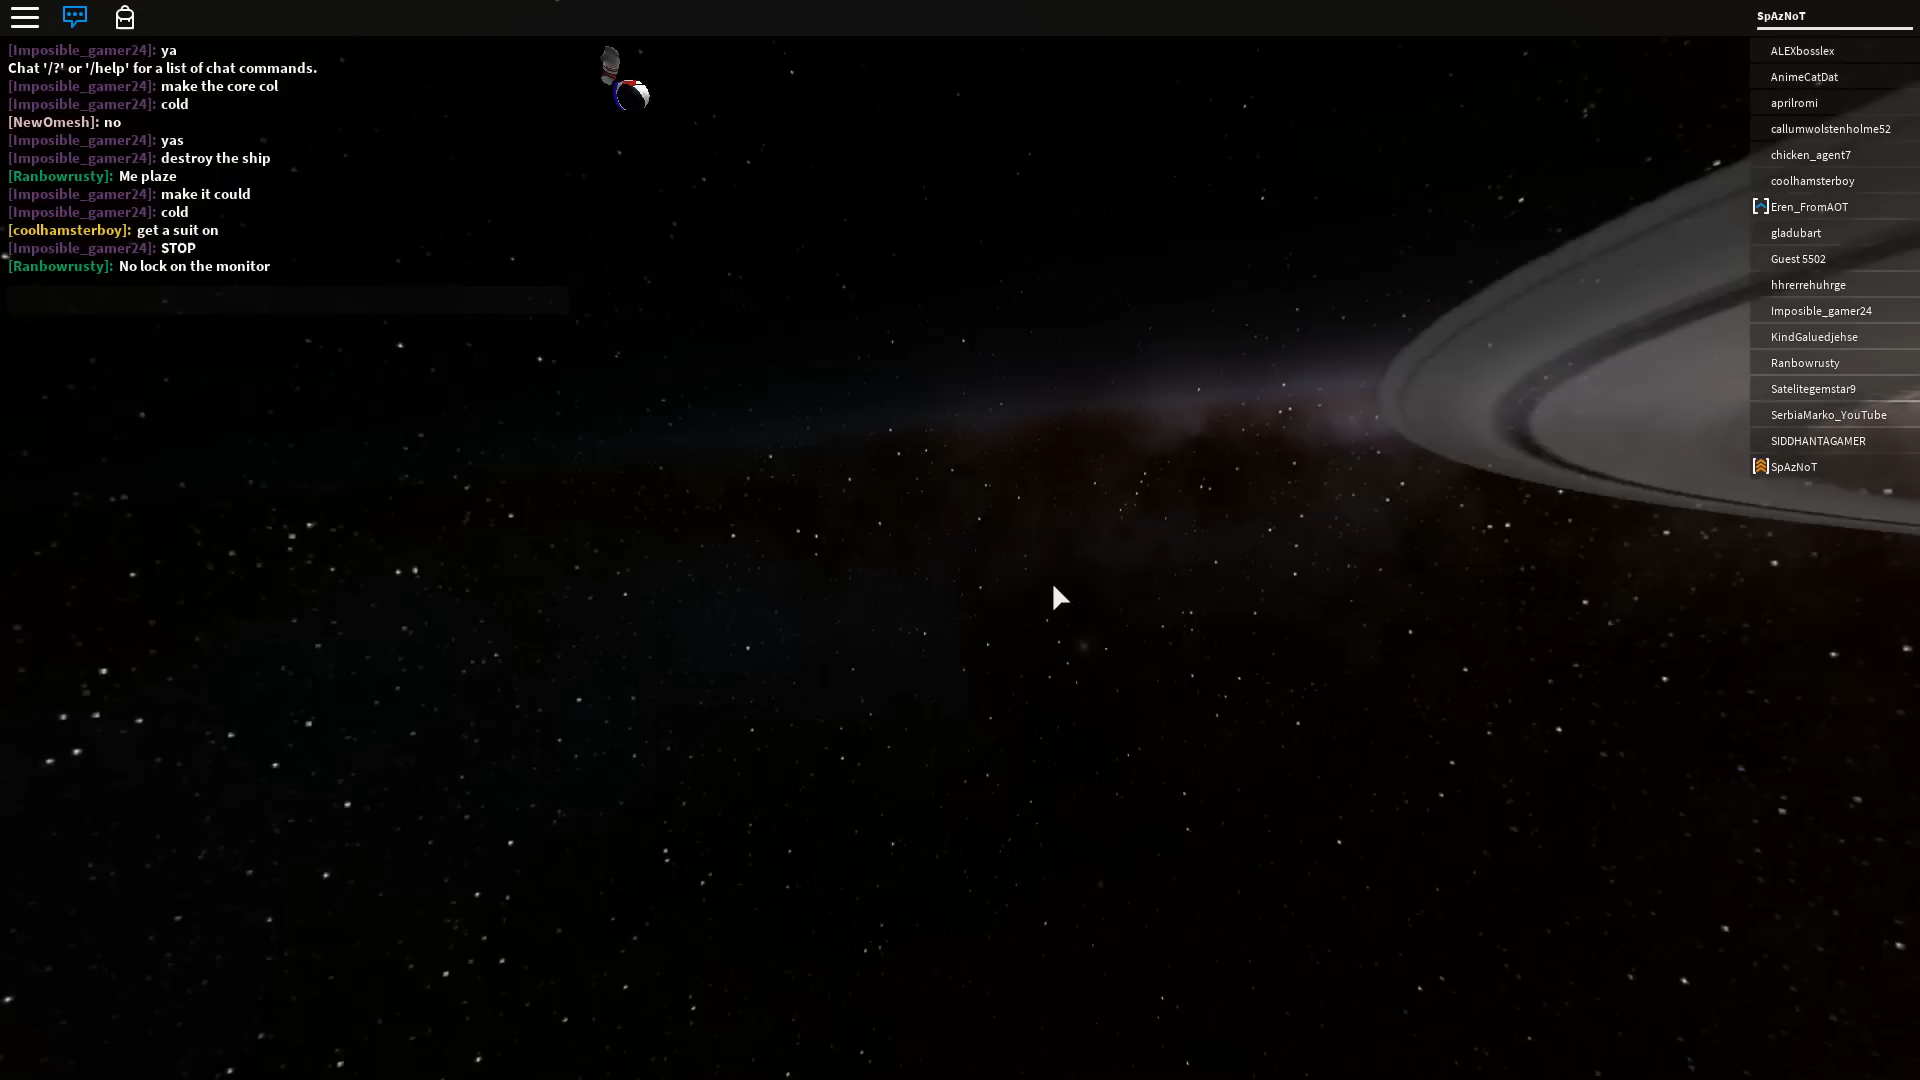 SpAzNoT
[Imposible_gamer24]: ya
Chat '/?' or '/help' for a list of chat commands.
[Imposible_gamer24]: make the core col
[Imposible_gamer24]: cold
[NewOmesh]: no
[Imposible_gamer24]: yas
[Imposible_gamer24]: destroy the ship
[Ranbowrusty]: Me plaze
[Imposible_gamer24]: make it could
[Imposible_gamer24]: cold
[coolhamsterboy]: get a suit on
[Imposible_gamer24]: STOP
[Ranbowrusty]: No lock on the monitor
ALEXbosslex
AnimeCatDat
aprilromi
callumwolstenholme52
chicken_agent7
coolhamsterboy
Eren_FromAOT
gladubart
Guest 5502
hhrerrehuhrge
Imposible_gamer24
KindGaluedjehse
Ranbowrusty
Satelitegemstar9
SerbiaMarko_YouTube
SIDDHANTAGAMER
SpAzNoT